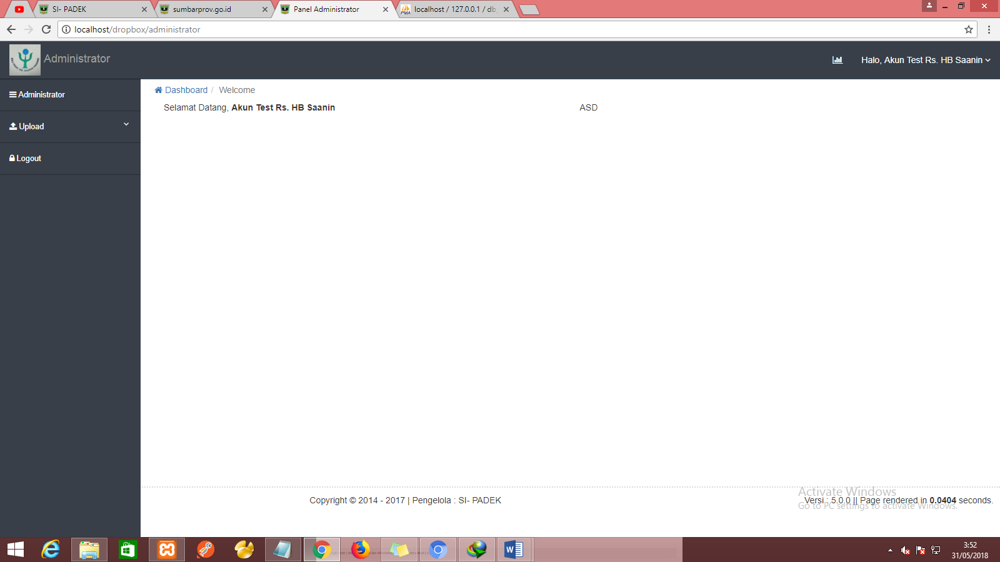 SI- PADEK
sumbarprov.go.id
Panel Administrator
localhost / 127.0.0.1 / db_
localhost/dropbox/administrator
Administrator
Halo, Akun Test Rs. HB Saanin
Administrator
Upload
Logout
Dashboard / Welcome
Selamat Datang, Akun Test Rs. HB Saanin
ASD
Copyright © 2014 - 2017 | Pengelola : SI- PADEK
Versi : 5.0.0 || Page rendered in 0.0404 seconds.
Activate Windows
Go to PC settings to activate Windows.
3:52
31/05/2018